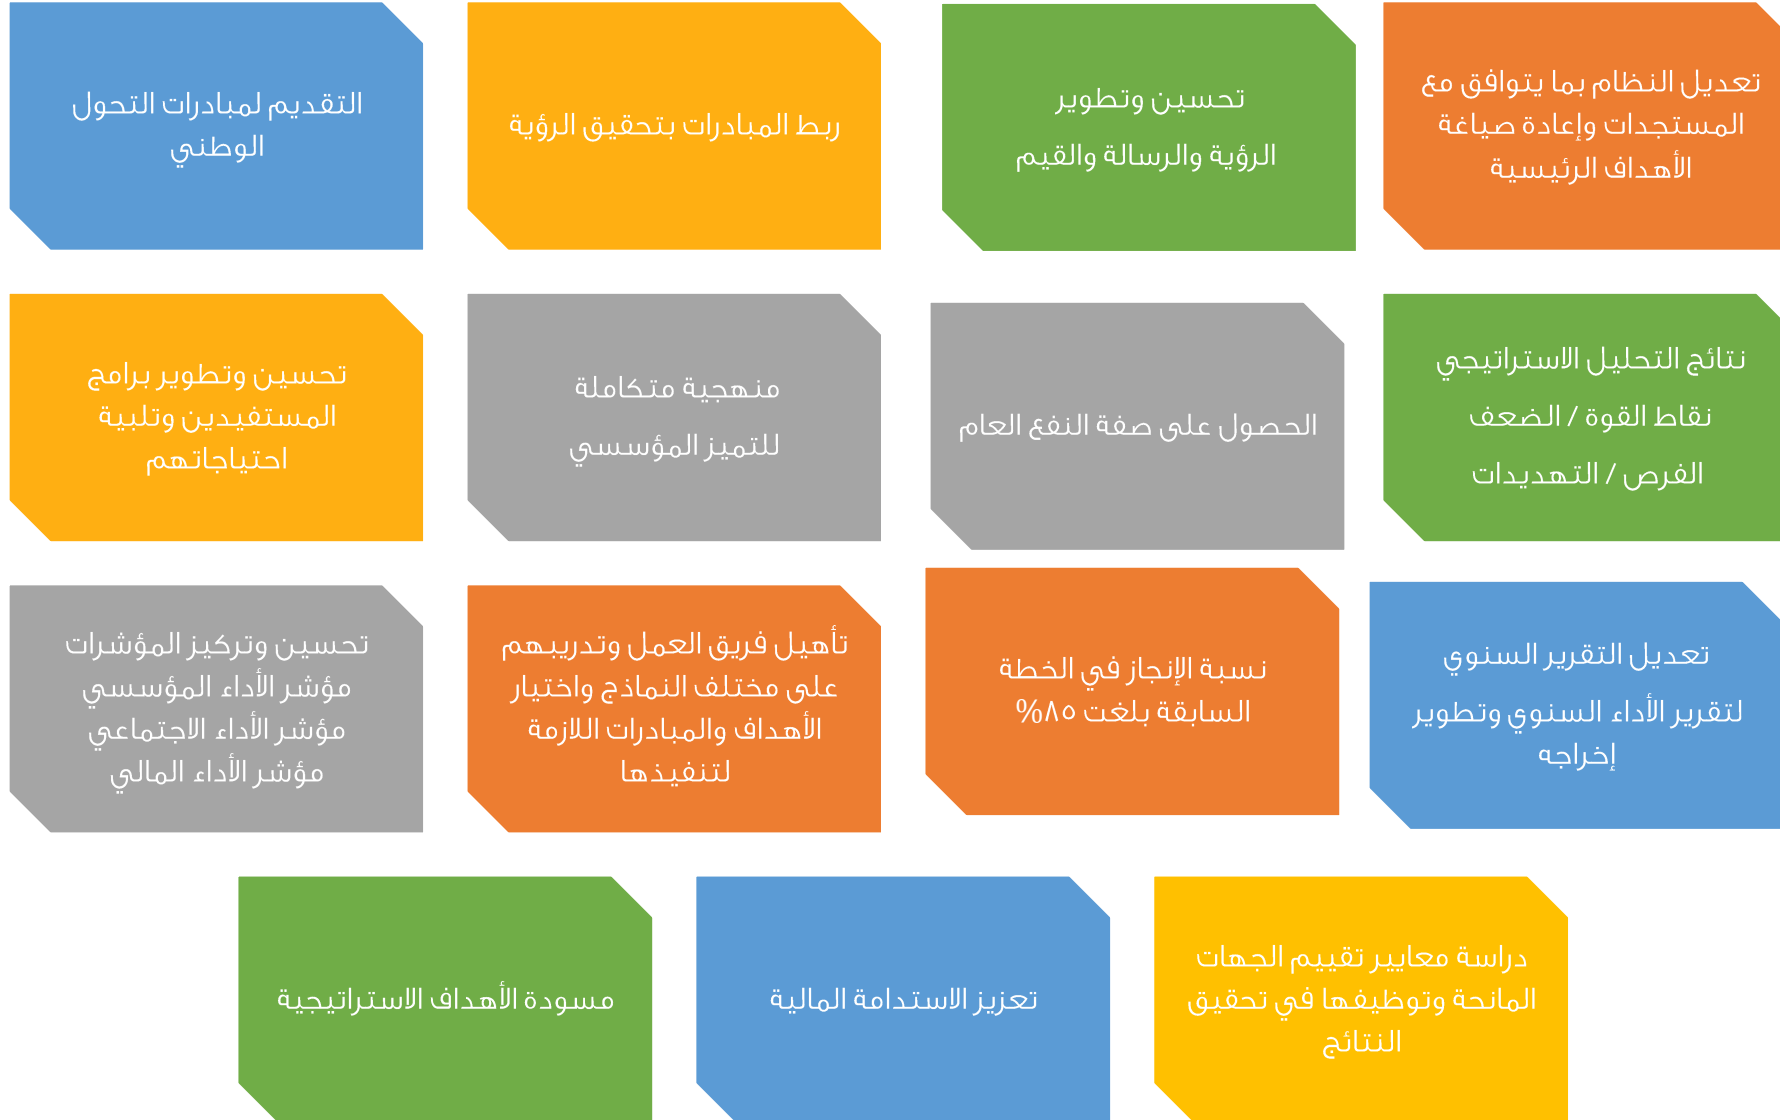 تعديل النظام بما يتوافق مع
المستجدات وإعادة صياغة
الأهداف الرئيسية
تحسين وتطوير
الرؤية والرسالة والقيم
ربط المبادرات بتحقيق الرؤية
التقديم لمبادرات التحول
الوطني
نتائج التحليل الاستراتيجي
نقاط القوة / الضعف
الفرص / التهديدات
الحصول على صفة النفع العام
منهجية متكاملة
للتميز المؤسسي
تحسين وتطوير برامج
المستفيدين وتلبية
احتياجاتهم
تعديل التقرير السنوي
لتقرير الأداء السنوي وتطوير
إخراجه
نسبة الإنجاز في الخطة
السابقة بلغت ٨٥%
تأهيل فريق العمل وتدريبهم
على مختلف النماذج واختيار
الأهداف والمبادرات اللازمة
لتنفيذها
تحسين وتركيز المؤشرات
مؤشر الأداء المؤسسي
مؤشر الأداء الاجتماعي
مؤشر الأداء المالي
دراسة معايير تقييم الجهات
المانحة وتوظيفها في تحقيق
النتائج
تعزيز الاستدامة المالية
مسودة الأهداف الاستراتيجية